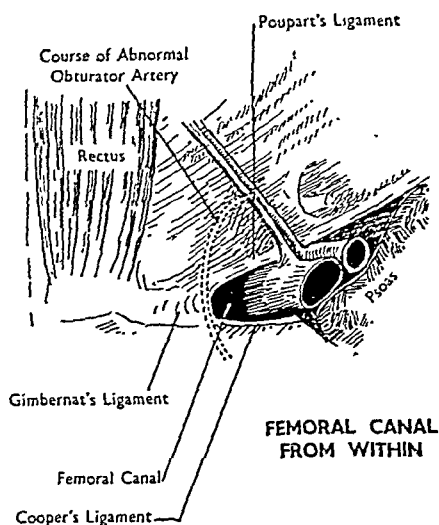 Poupart's Ligament
Course of Abnormal
Obturator Artery
Rectus
Psoas
Gimbernat's Ligament
FEMORAL CANAL
FROM WITHIN
Femoral Canal
Cooper's Ligament